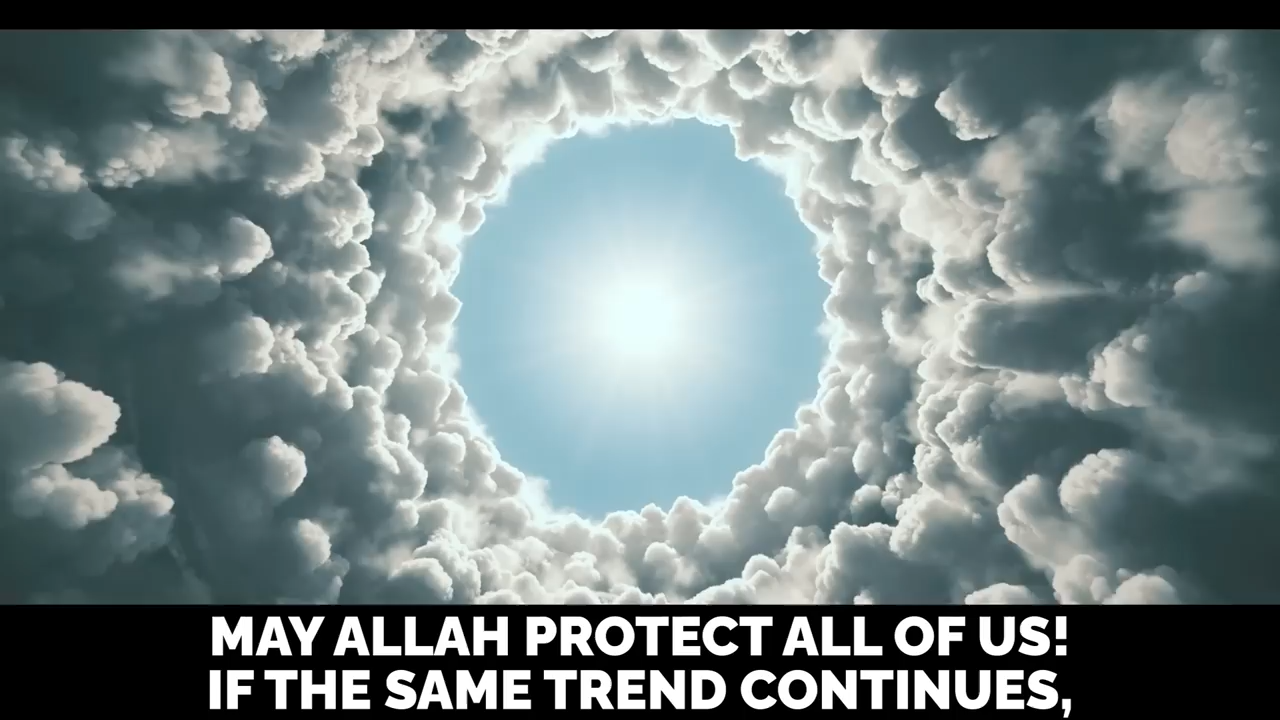 MAY ALLAH PROTECT ALL OF US!
IF THE SAME TREND CONTINUES,